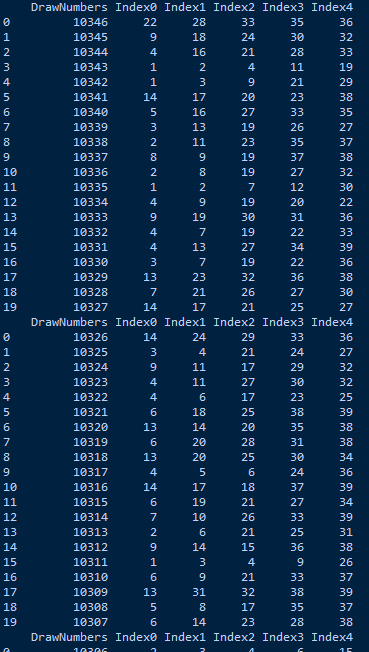 DrawNumbers Index0 Index1 Index2 Index3 Index4
0 10346 22 28 33 35 36
1 10345 9 18 24 30 32
2 10344 4 16 21 28 33
3 10343 1 2 4 11 19
4 10342 1 3 9 21 29
5 10341 14 17 20 23 38
6 10340 5 16 27 33 35
7 10339 3 13 19 26 27
8 10338 2 11 23 35 37
9 10337 8 9 19 37 38
10 10336 2 8 19 27 32
11 10335 1 2 7 12 30
12 10334 4 9 19 20 22
13 10333 9 19 30 31 36
14 10332 4 7 19 22 33
15 10331 4 13 27 34 39
16 10330 3 7 19 22 36
17 10329 13 23 32 36 38
18 10328 7 21 26 27 30
19 10327 14 17 21 25 27
DrawNumbers Index0 Index1 Index2 Index3 Index4
0 10326 14 24 29 33 36
1 10325 3 4 21 24 27
2 10324 9 11 17 29 32
3 10323 4 11 27 30 32
4 10322 4 6 17 23 25
5 10321 6 18 25 38 39
6 10320 13 14 20 35 38
7 10319 6 20 28 31 38
8 10318 13 20 25 30 34
9 10317 4 5 6 24 36
10 10316 14 17 18 37 39
11 10315 6 19 21 27 34
12 10314 7 10 26 33 39
13 10313 2 6 21 25 31
14 10312 9 14 15 36 38
15 10311 1 3 4 9 26
16 10310 6 9 21 33 37
17 10309 13 31 32 38 39
18 10308 5 8 17 35 37
19 10307 6 14 23 28 38
DrawNumbers Index0 Index1 Index2 Index3 Index4
0 10306 2 3 4 6 15